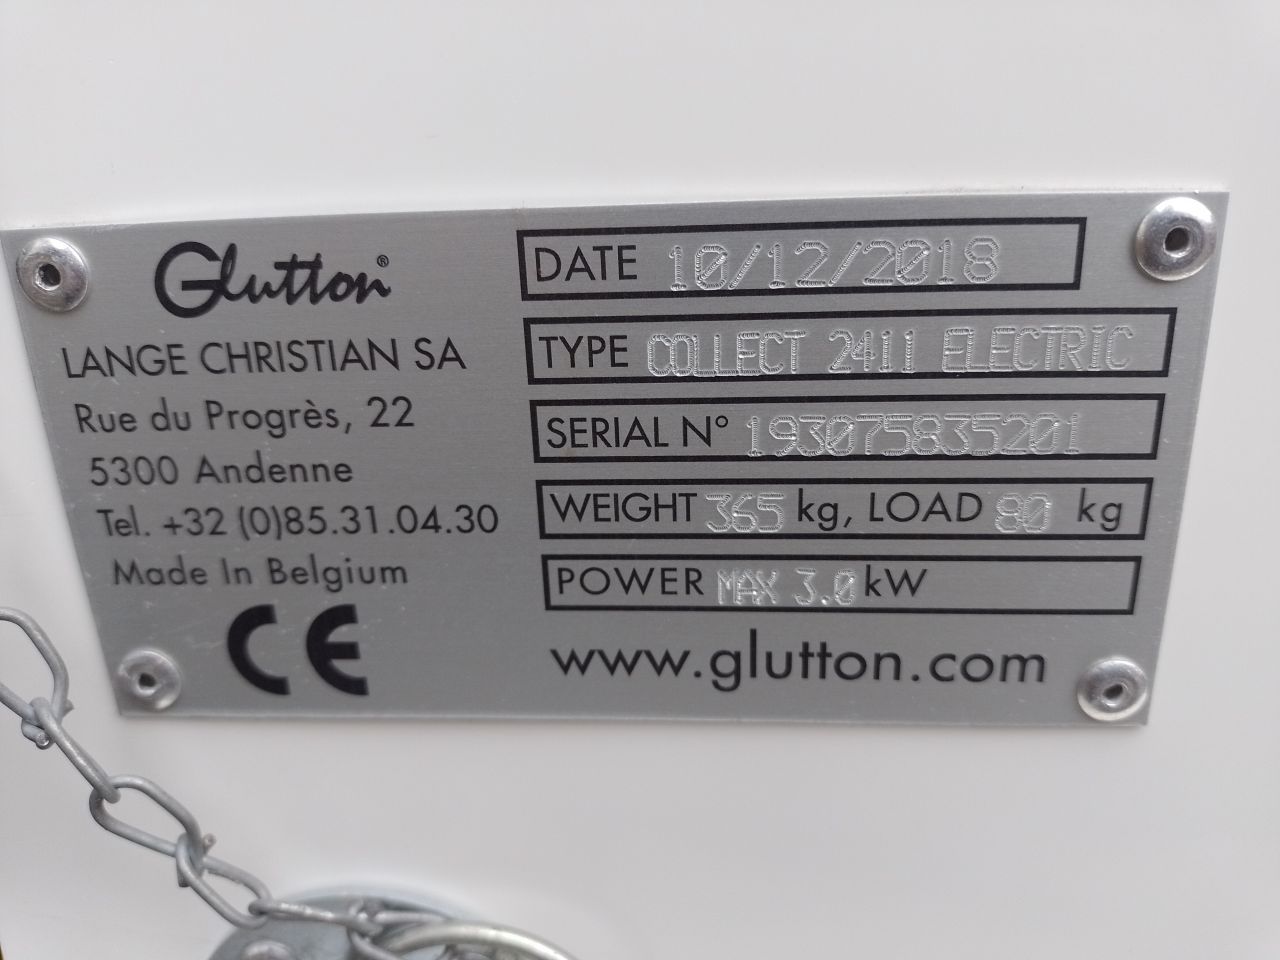 Glutton®
LANGE CHRISTIAN SA
Rue du Progrès, 22
5300 Andenne
Tel. +32 (0)85.31.04.30
Made In Belgium
CE
DATE 10/12/2018
TYPE COLLECT 2411 ELECTRIC
SERIAL N° 193075835201
WEIGHT 365 kg, LOAD 80 kg
POWER MAX 3.0 kW
www.glutton.com